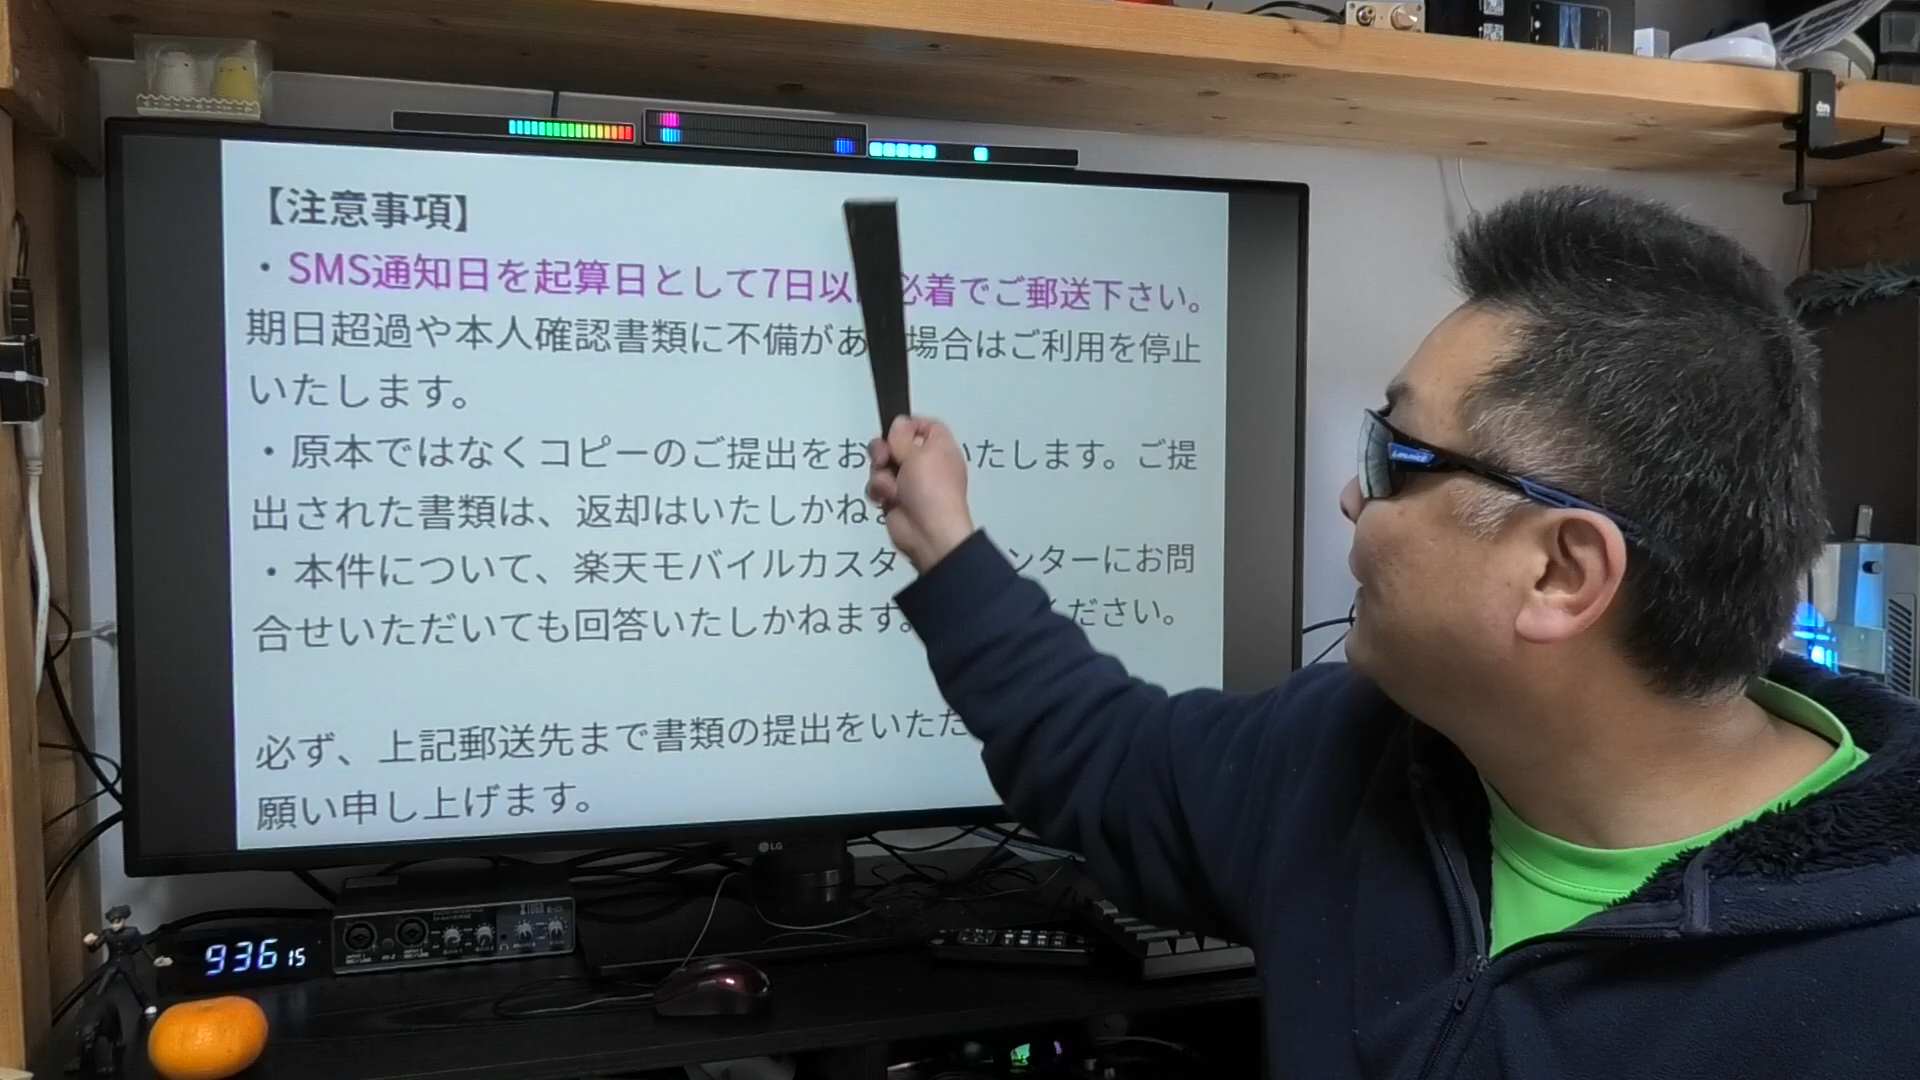 【注意事項】
・SMS通知日を起算日として7日以 必着でご郵送下さい。
期日超過や本人確認書類に不備があ 場合はご利用を停止
いたします。
・原本ではなくコピーのご提出をお いたします。ご提
出された書類は、返却はいたしかね
・本件について、楽天モバイルカスタ ンターにお問
合せいただいても回答いたしかねます。 ください。
必ず、上記郵送先まで書類の提出をいただ
願い申し上げます。
LG
936 15